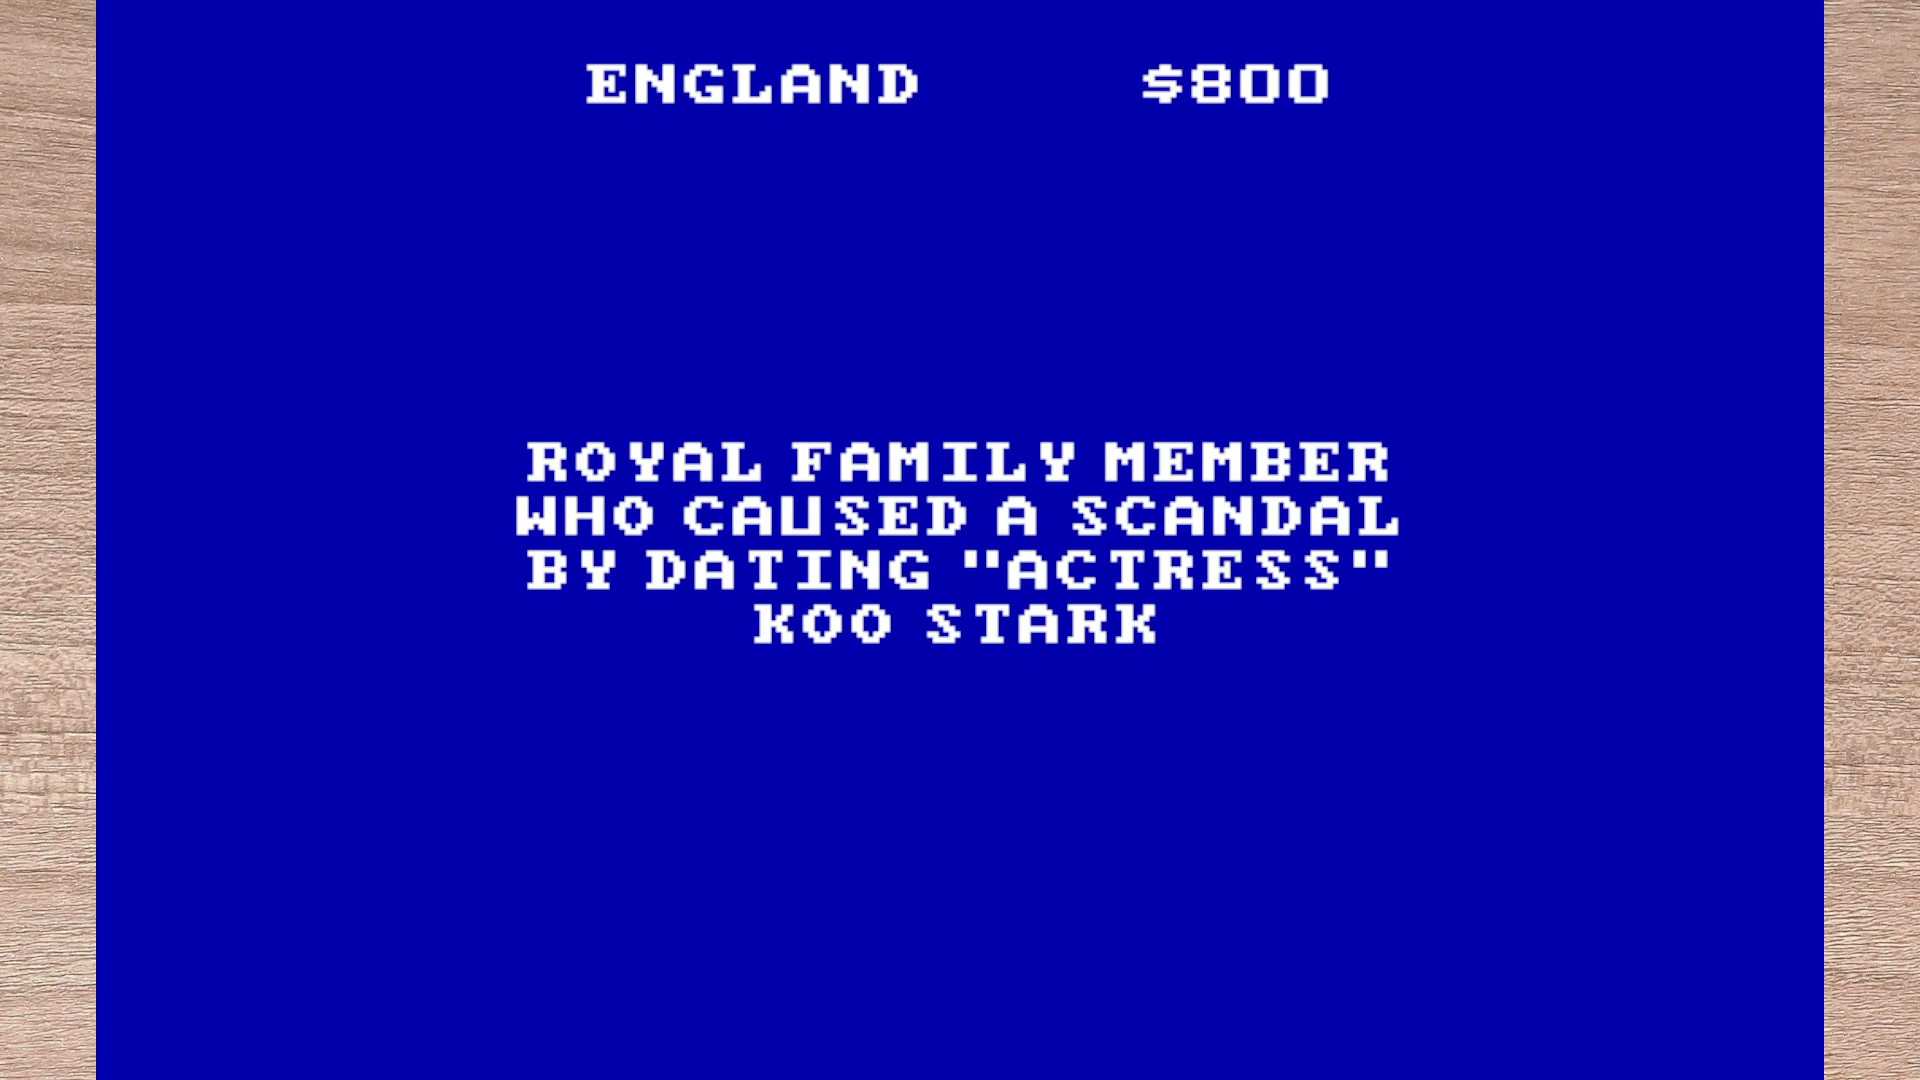 ENGLAND $800
ROYAL FAMILY MEMBER
WHO CAUSED A SCANDAL
BY DATING "ACTRESS"
KOO STARK